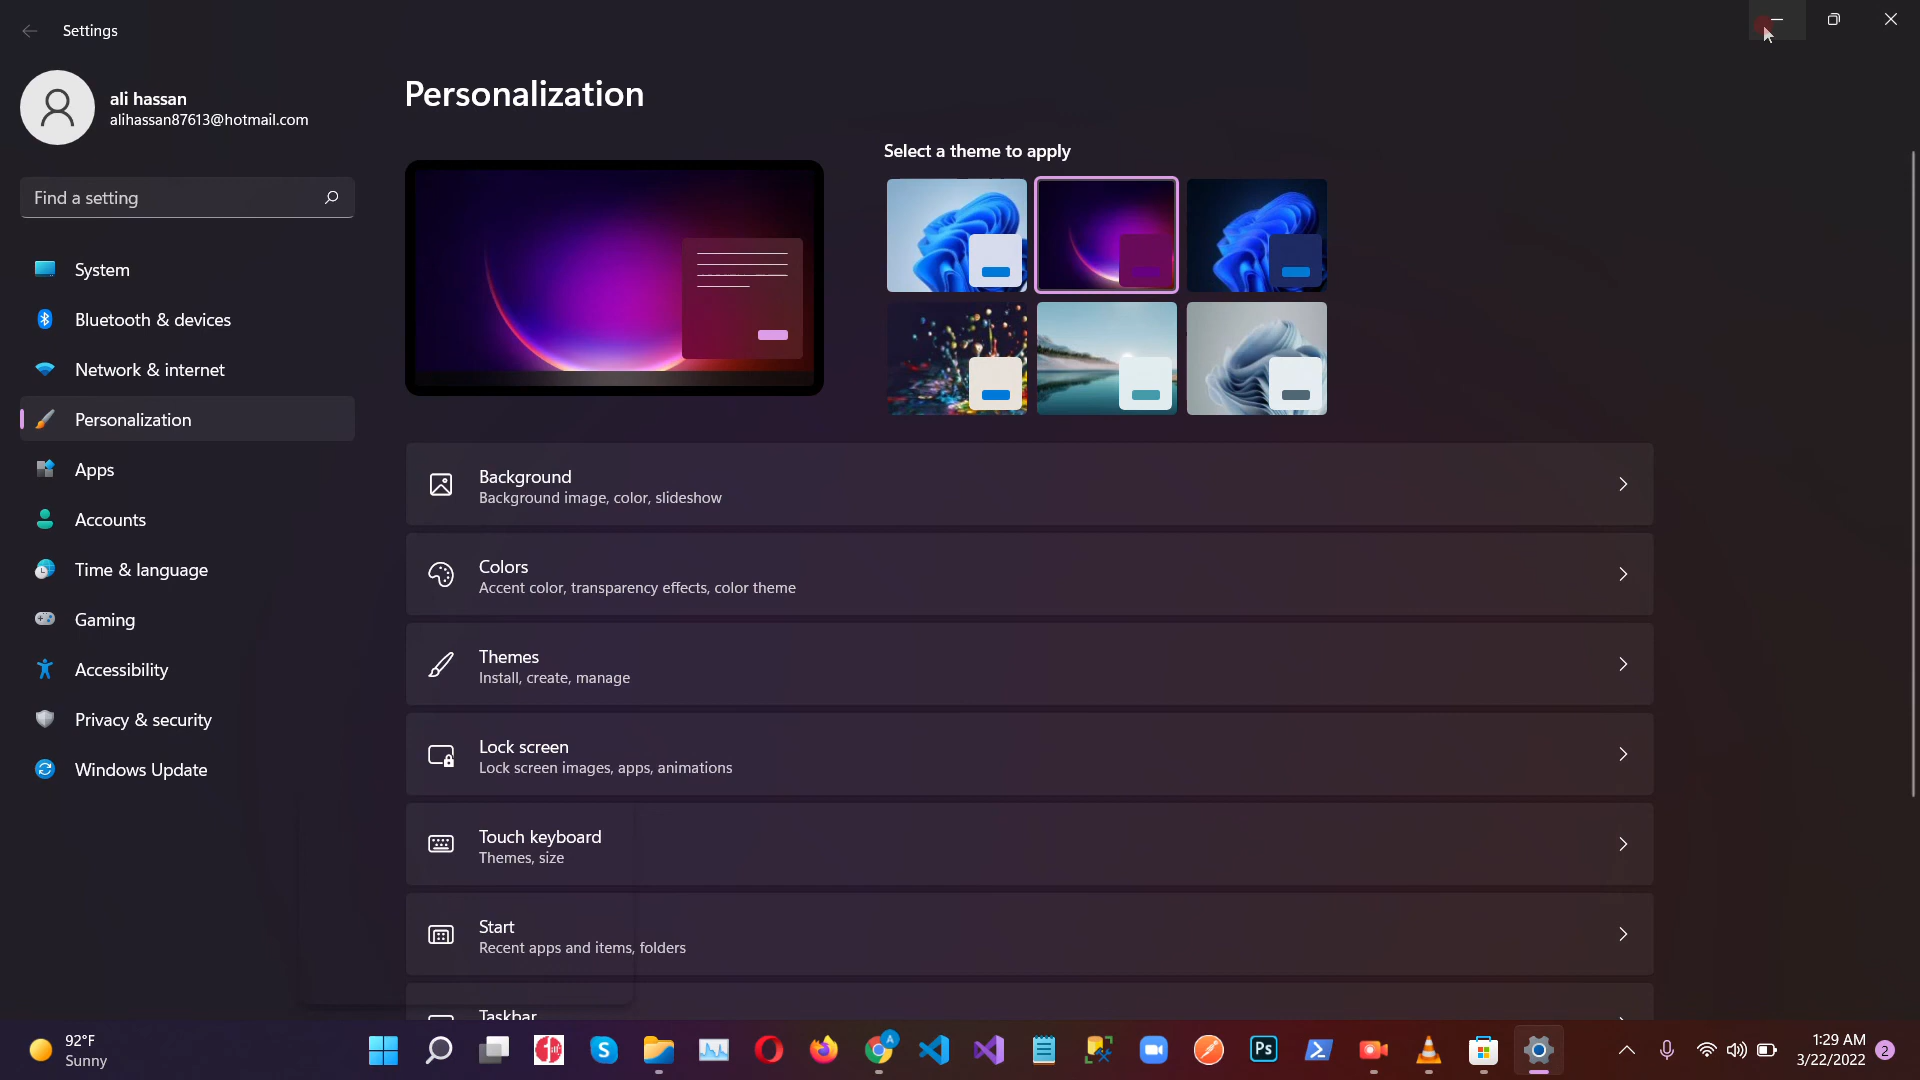 Settings
ali hassan
alihassan87613@hotmail.com
Find a setting
System
Bluetooth & devices
Network & internet
Personalization
Apps
Accounts
Time & language
Gaming
Accessibility
Privacy & security
Windows Update
Personalization
Select a theme to apply
Background
Background image, color, slideshow
Colors
Accent color, transparency effects, color theme
Themes
Install, create, manage
Lock screen
Lock screen images, apps, animations
Touch keyboard
Themes, size
Start
Recent apps and items, folders
Taskbar
92°F
Sunny
S
A
Ps
1:29 AM
3/22/2022
2